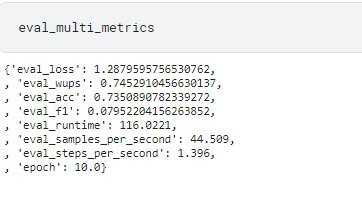 eval_multi_metrics
{'eval_loss': 1.2879595756530762,
, 'eval_wups': 0.7452910456630137,
, 'eval_acc': 0.7350890782339272,
, 'eval_f1': 0.07952204156263852,
, 'eval_runtime': 116.0221,
, 'eval_samples_per_second': 44.509,
, 'eval_steps_per_second': 1.396,
, 'epoch': 10.0}